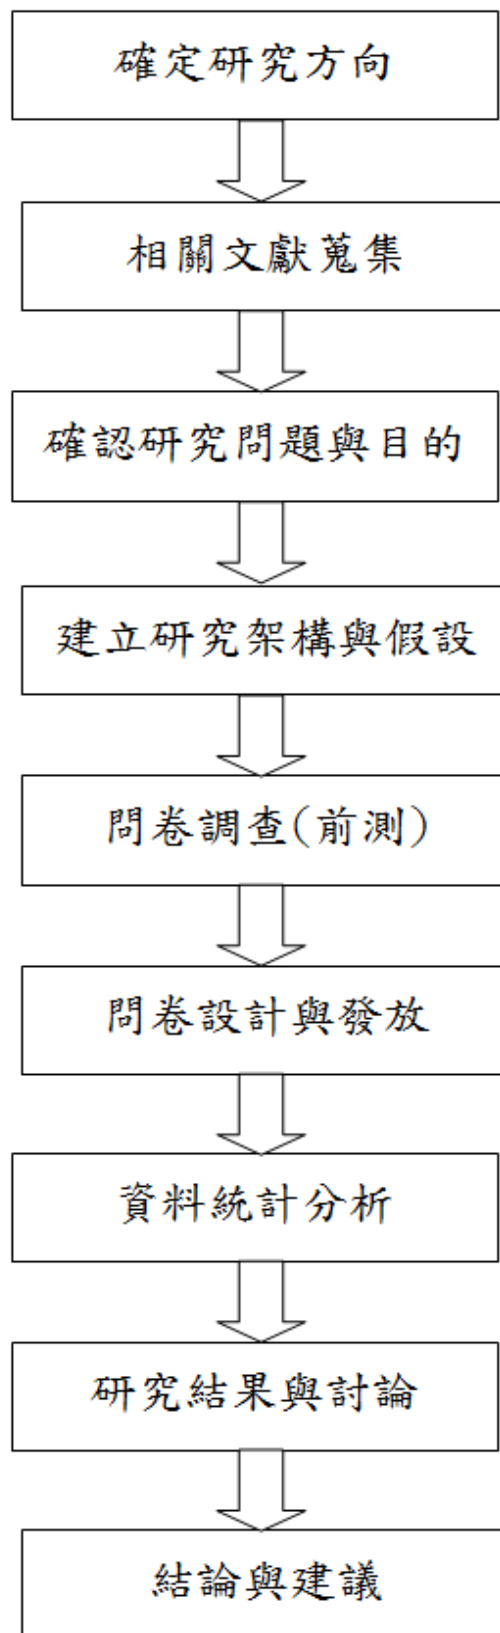 確定研究方向
相關文獻蒐集
確認研究問題與目的
建立研究架構與假設
問卷調查(前測)
問卷設計與發放
資料統計分析
研究結果與討論
結論與建議